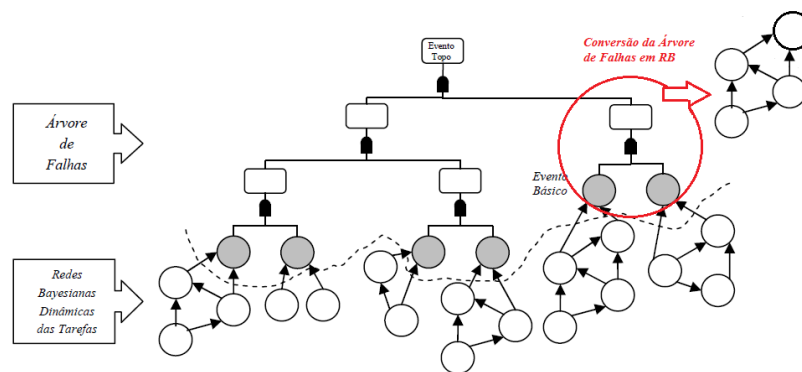 Evento
Topo
Conversão da Árvore
de Falhas em RB
Árvore
de
Falhas
Evento
Básico
Redes
Bayesianas
Dinâmicas
das Tarefas